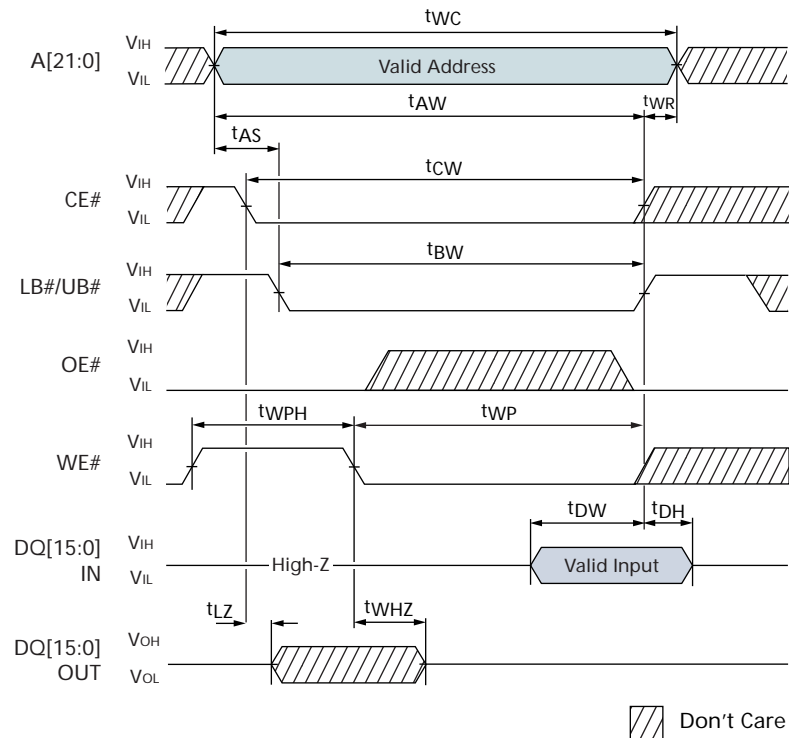 tWC
VIH
A[21:0]
Valid Address
VIL
tAW
tWR
tAS
tCW
VIH
CE#
VIL
tBW
VIH
LB#/UB#
VIL
VIH
OE#
VIL
tWPH
tWP
VIH
WE#
VIL
tDW
tDH
DQ[15:0]
IN
VIH
VIL
High-Z
Valid Input
tLZ
tWHZ
DQ[15:0]
OUT
VOH
VOL
Don't Care